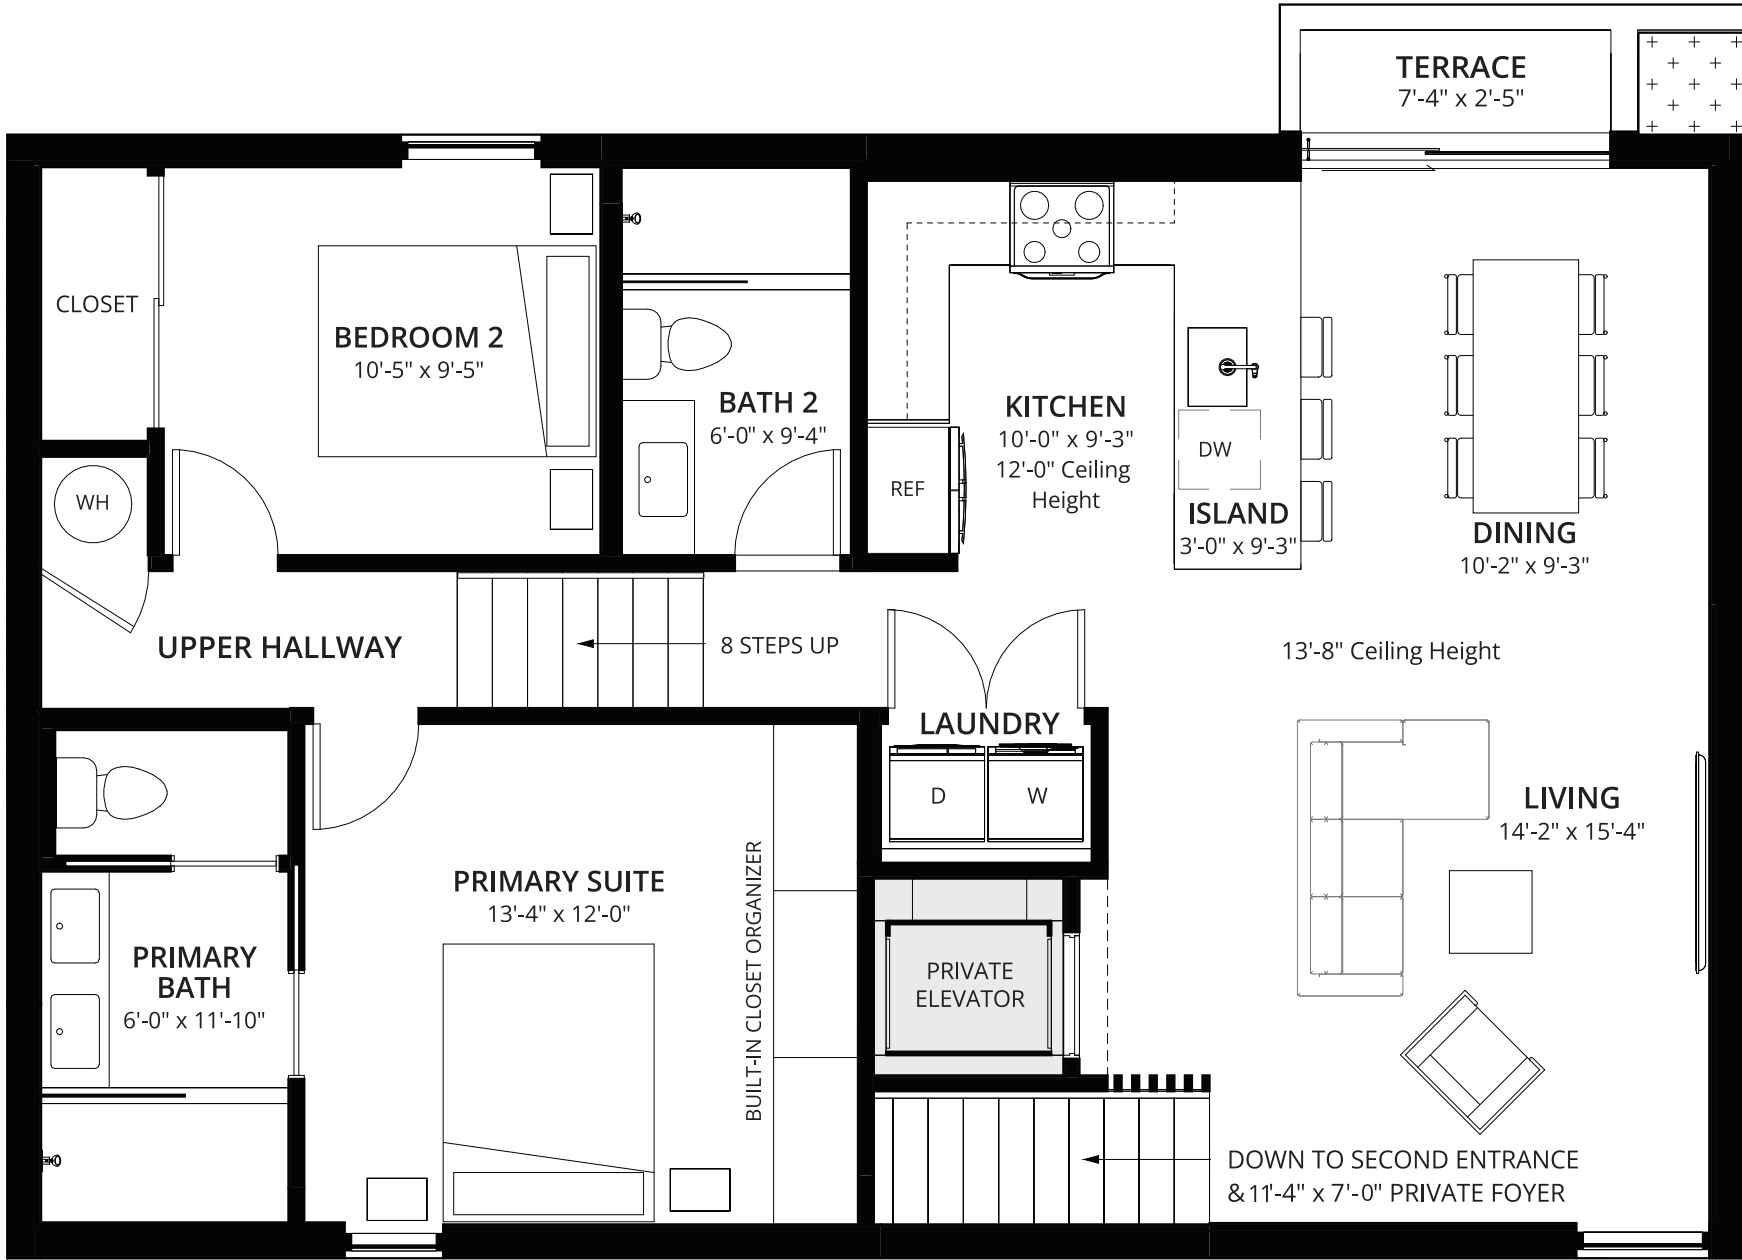 TERRACE
7'-4" x 2'-5"
CLOSET
BEDROOM 2
10'-5" x 9'-5"
BATH 2
6'-0" x 9'-4"
KITCHEN
10'-0" x 9'-3"
12'-0" Ceiling
Height
DW
REF
ISLAND
3'-0" x 9'-3"
DINING
10'-2" x 9'-3"
WH
UPPER HALLWAY
8 STEPS UP
13'-8" Ceiling Height
LAUNDRY
D
W
LIVING
14'-2" x 15'-4"
PRIMARY SUITE
13'-4" x 12'-0"
BUILT-IN CLOSET ORGANIZER
PRIMARY
BATH
6'-0" x 11'-10"
PRIVATE
ELEVATOR
DOWN TO SECOND ENTRANCE
& 11'-4" x 7'-0" PRIVATE FOYER